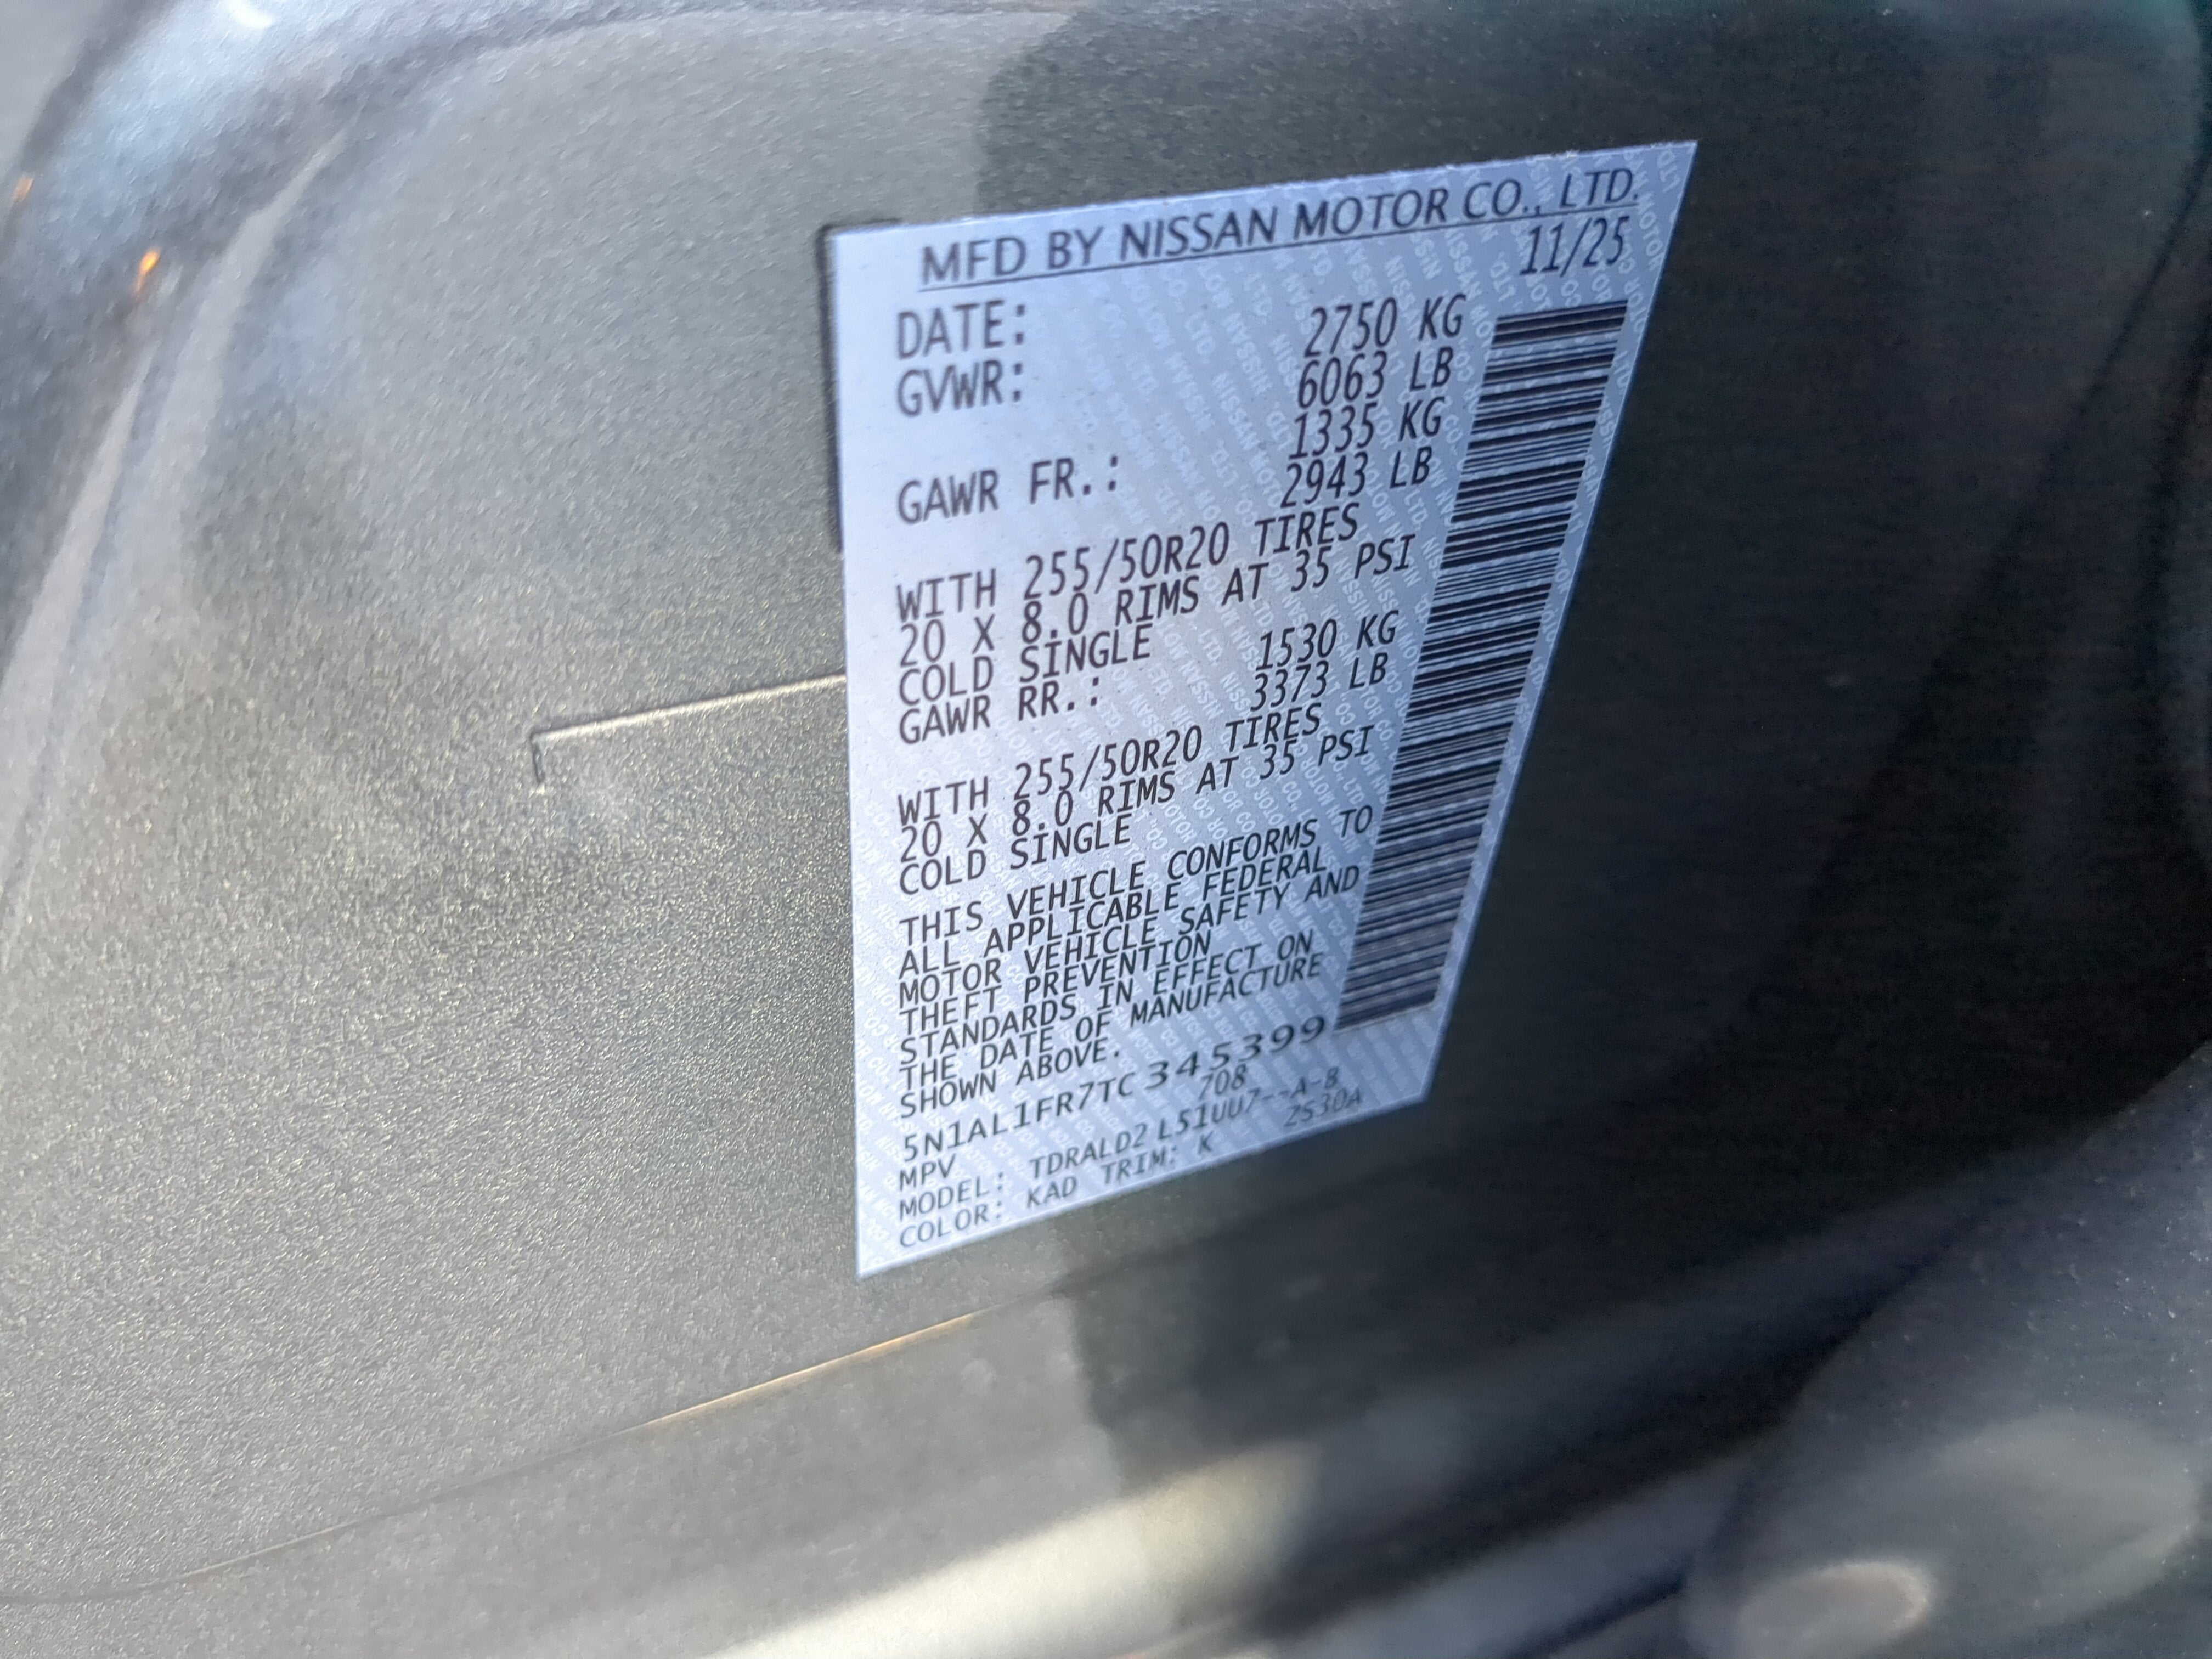 MFD BY NISSAN MOTOR CO., LTD.
DATE: 11/25
GVWR: 2750 KG
6063 LB
GAWR FR.: 1335 KG
2943 LB
WITH 255/50R20 TIRES
20 X 8.0 RIMS AT 35 PSI
COLD SINGLE
GAWR RR.: 1530 KG
3373 LB
WITH 255/50R20 TIRES
20 X 8.0 RIMS AT 35 PSI
COLD SINGLE
THIS VEHICLE CONFORMS TO
ALL APPLICABLE FEDERAL
MOTOR VEHICLE SAFETY AND
THEFT PREVENTION
STANDARDS IN EFFECT ON
THE DATE OF MANUFACTURE
SHOWN ABOVE.
5N1AL1FR7TC 345399
MPV 708
MODEL: TDRALD2 L51UU7--A-8
COLOR: KAD TRIM: K 2S30A